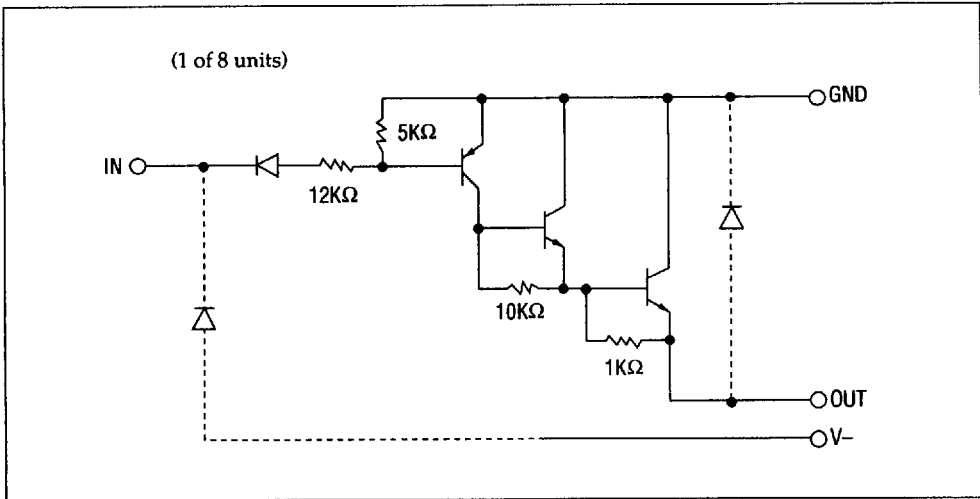 (1 of 8 units)
GND
5KΩ
IN
12KΩ
10KΩ
1KΩ
OUT
V–